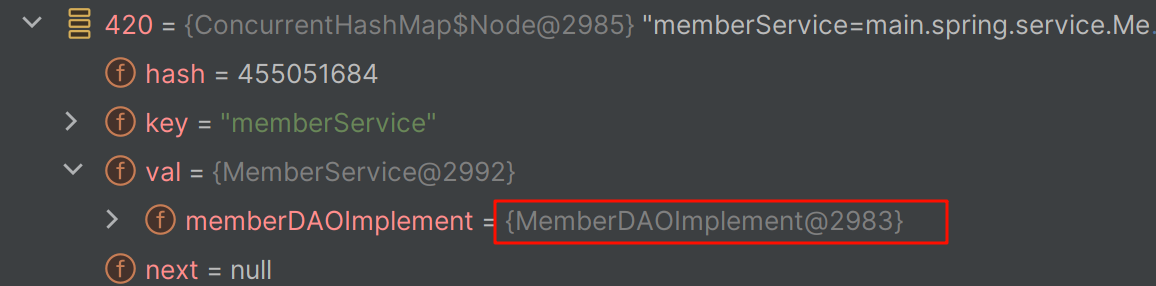 420 = {ConcurrentHashMap$Node@2985} "memberService=main.spring.service.Me.
f hash = 455051684
f key = "memberService"
f val = {MemberService@2992}
f memberDAOImplement = {MemberDAOImplement@2983}
f next = null